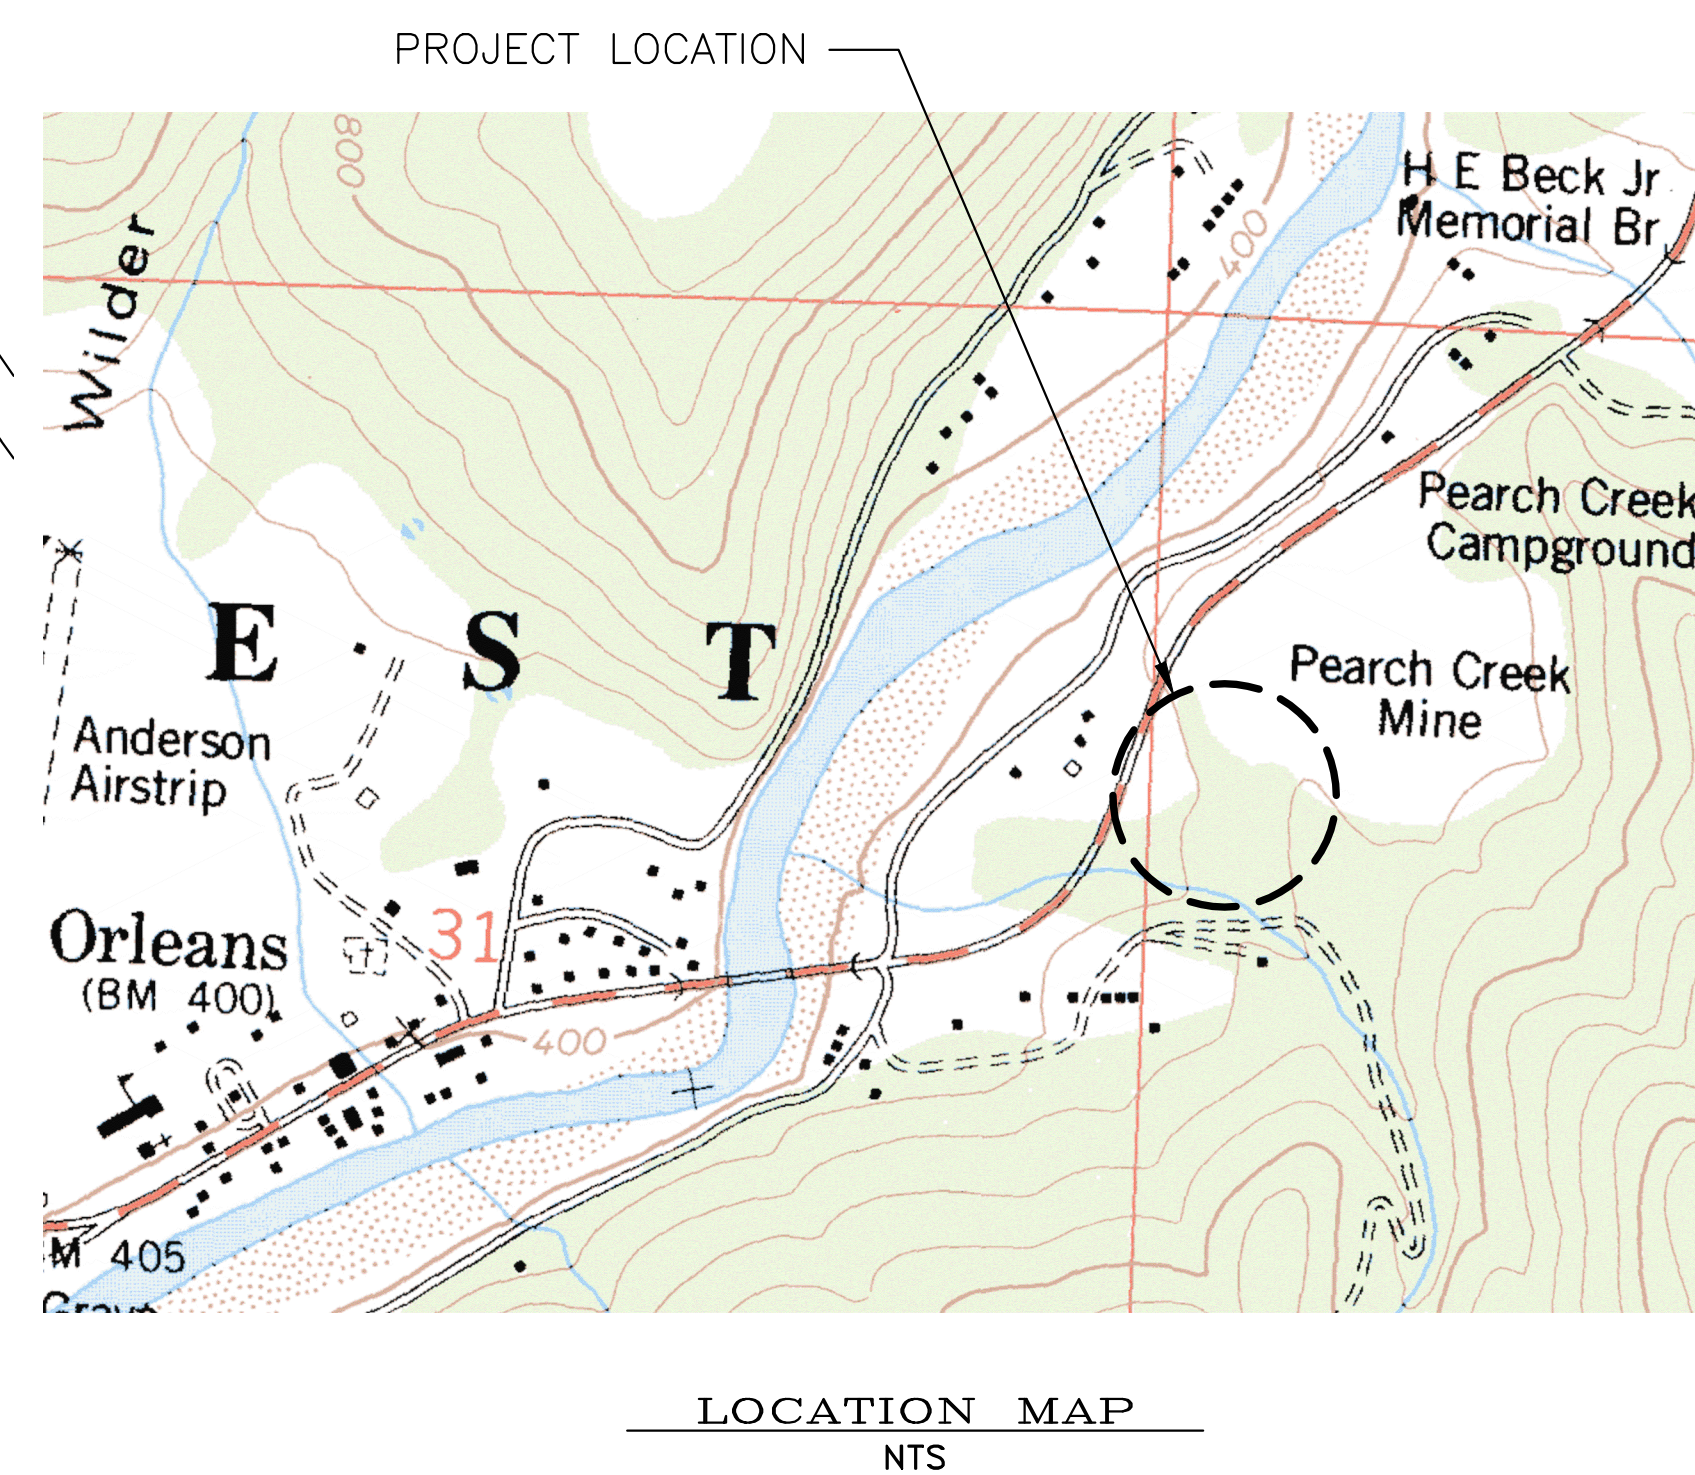 PROJECT LOCATION
800
H E Beck Jr
Memorial Br
400
Wilder
Pearch Creek
Campground
E S T
Pearch Creek
Mine
Anderson
Airstrip
Orleans
(BM 400)
31
400
M 405
LOCATION MAP
NTS